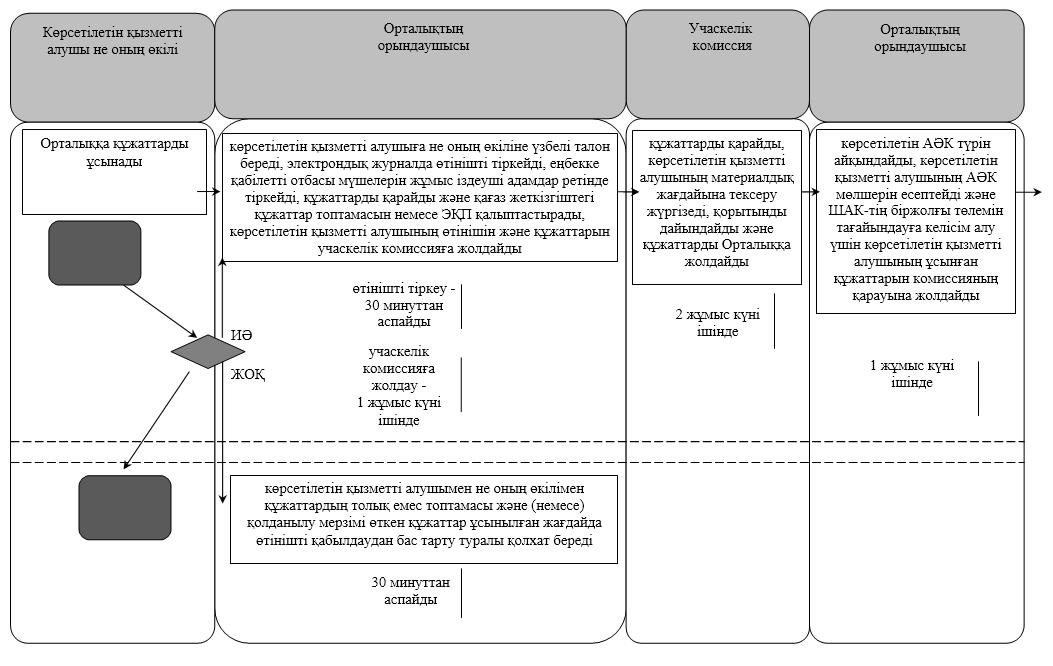 Көрсетілетін қызметті
алушы не оның өкілі
Орталықтың
орындаушысы
Учаскелік
комиссия
Орталықтың
орындаушысы
Орталыққа құжаттарды
ұсынады
көрсетілетін қызметті алушыға не оның өкіліне үзбелі талон
береді, электрондық журналда өтінішті тіркейді, еңбекке
қабілетті отбасы мүшелерін жұмыс іздеуші адамдар ретінде
тіркейді, құжаттарды қарайды және қағаз жеткізгіштегі
құжаттар топтамасын немесе ЭҚП қалыптастырады,
көрсетілетін қызметті алушының өтінішін және құжаттарын
учаскелік комиссияға жолдайды
құжаттарды қарайды,
көрсетілетін қызметті
алушының материалдық
жағдайына тексеру
жүргізеді, қорытынды
дайындайды және
құжаттарды Орталыққа
жолдайды
көрсетілетін АӘК түрін
айқындайды, көрсетілетін
қызметті алушының АӘК
мөлшерін есептейді және
ШАК-тің біржолғы төлемін
тағайындауға келісім алу
үшін көрсетілетін қызметті
алушының ұсынған
құжаттарын комиссияның
қарауына жолдайды
өтінішті тіркеу -
30 минуттан
аспайды
2 жұмыс күні
ішінде
ИӘ
ЖОҚ
учаскелік
комиссияға
жолдау -
1 жұмыс күні
ішінде
1 жұмыс күні
ішінде
көрсетілетін қызметті алушымен не оның өкілімен
құжаттардың толық емес топтамасы және (немесе)
қолданылу мерзімі өткен құжаттар ұсынылған жағдайда
өтінішті қабылдаудан бас тарту туралы қолхат береді
30 минуттан
аспайды